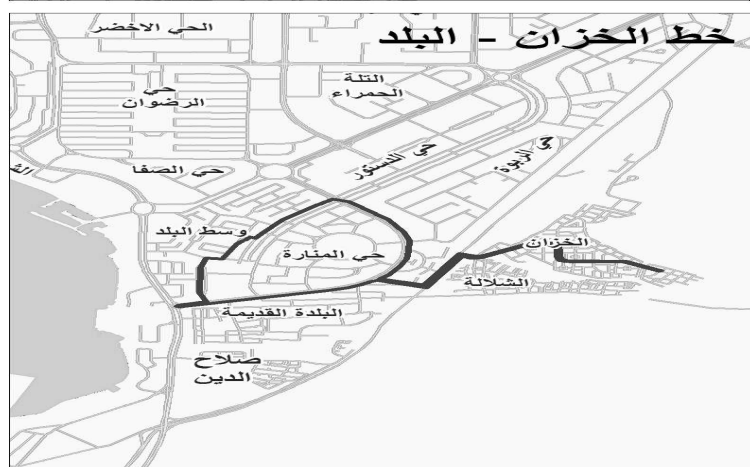 الحي الاخضر
خط الخزان - البلد
التلة
الحمراء
حي
الرضوان
حي الدستور
حي الربوة
حي الصفا
وسط البلد
الخزان
حي المنارة
الشلالة
البلدة القديمة
صلاح
الدين